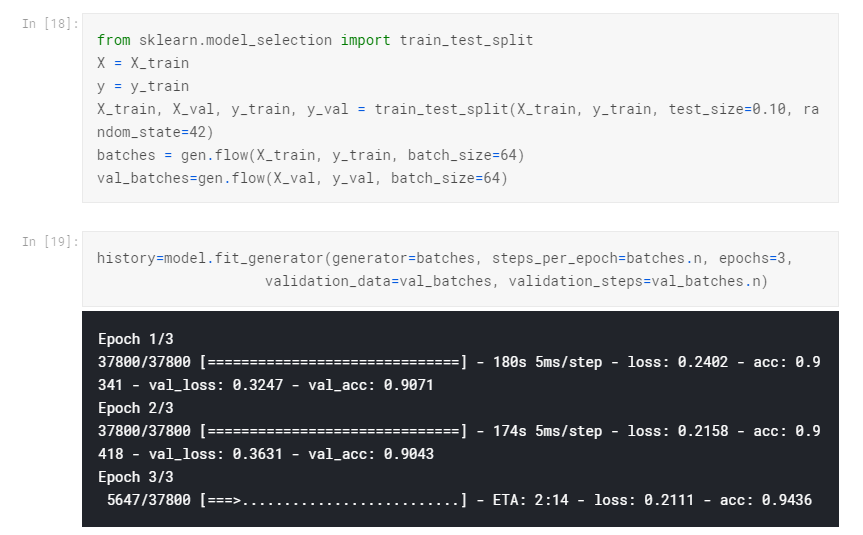 In [18]:
from sklearn.model_selection import train_test_split
X = X_train
y = y_train
X_train, X_val, y_train, y_val = train_test_split(X_train, y_train, test_size=0.10, ra
ndom_state=42)
batches = gen.flow(X_train, y_train, batch_size=64)
val_batches=gen.flow(X_val, y_val, batch_size=64)
In [19]:
history=model.fit_generator(generator=batches, steps_per_epoch=batches.n, epochs=3,
                    validation_data=val_batches, validation_steps=val_batches.n)
Epoch 1/3
37800/37800 [==============================] - 180s 5ms/step - loss: 0.2402 - acc: 0.9
341 - val_loss: 0.3247 - val_acc: 0.9071
Epoch 2/3
37800/37800 [==============================] - 174s 5ms/step - loss: 0.2158 - acc: 0.9
418 - val_loss: 0.3631 - val_acc: 0.9043
Epoch 3/3
 5647/37800 [===>..........................] - ETA: 2:14 - loss: 0.2111 - acc: 0.9436